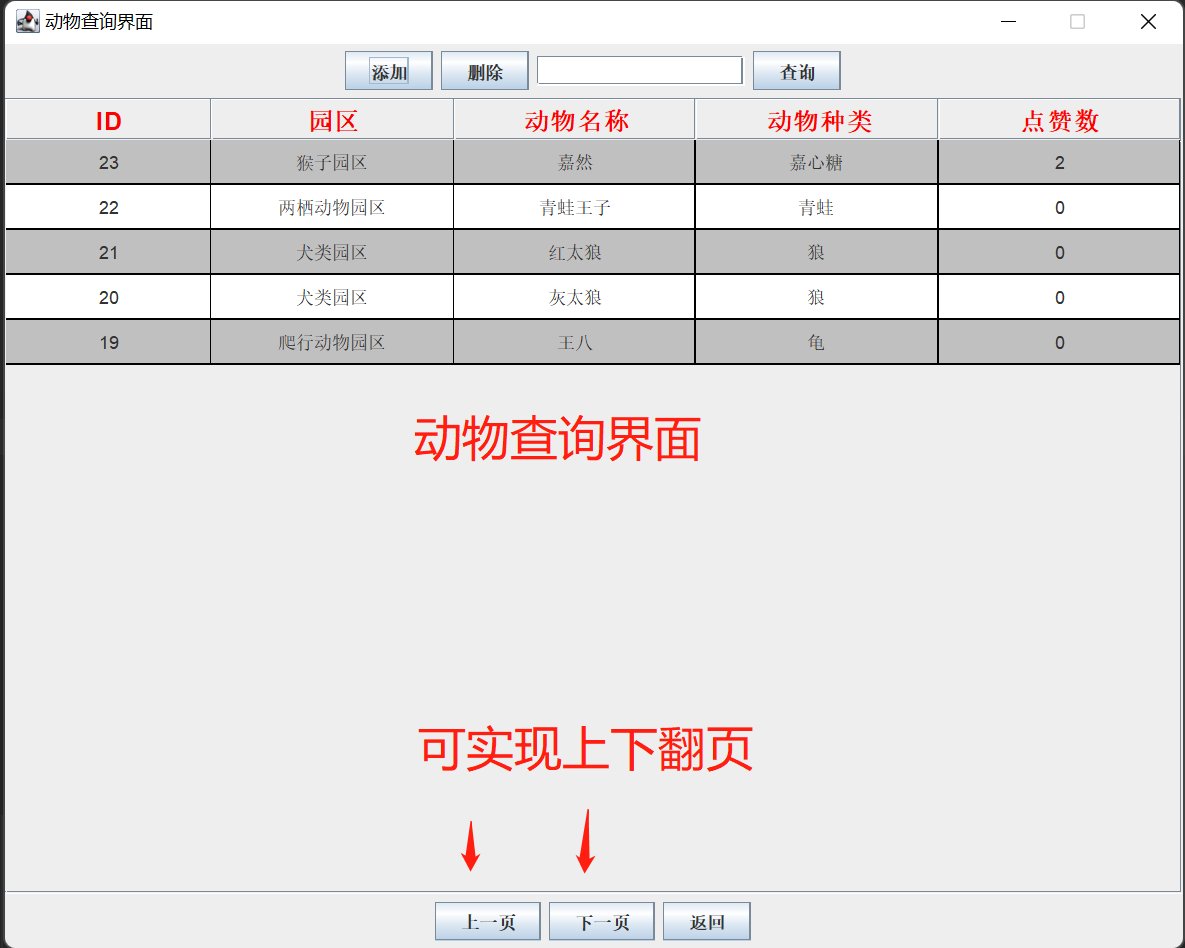 动物查询界面
添加 删除 查询
ID 园区 动物名称 动物种类 点赞数
23 猴子园区 嘉然 嘉心糖 2
22 两栖动物园区 青蛙王子 青蛙 0
21 犬类园区 红太狼 狼 0
20 犬类园区 灰太狼 狼 0
19 爬行动物园区 王八 龟 0
动物查询界面
可实现上下翻页
上一页 下一页 返回